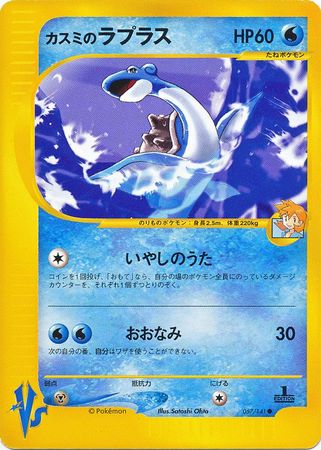 カスミのラプラス HP60
たねポケモン
のりものポケモン：身長2.5m、体重220kg
いやしのうた
コインを1回投げ、「おもて」なら、自分の場のポケモン全員にのっているダメージ
カウンターを、それぞれ1個ずつとりのぞく。
おおなみ 30
次の自分の番、自分はワザを使うことができない。
弱点 抵抗力 にげる
1
EDITION
VS
©Pokémon Illus.Satoshi Ohta 097/141